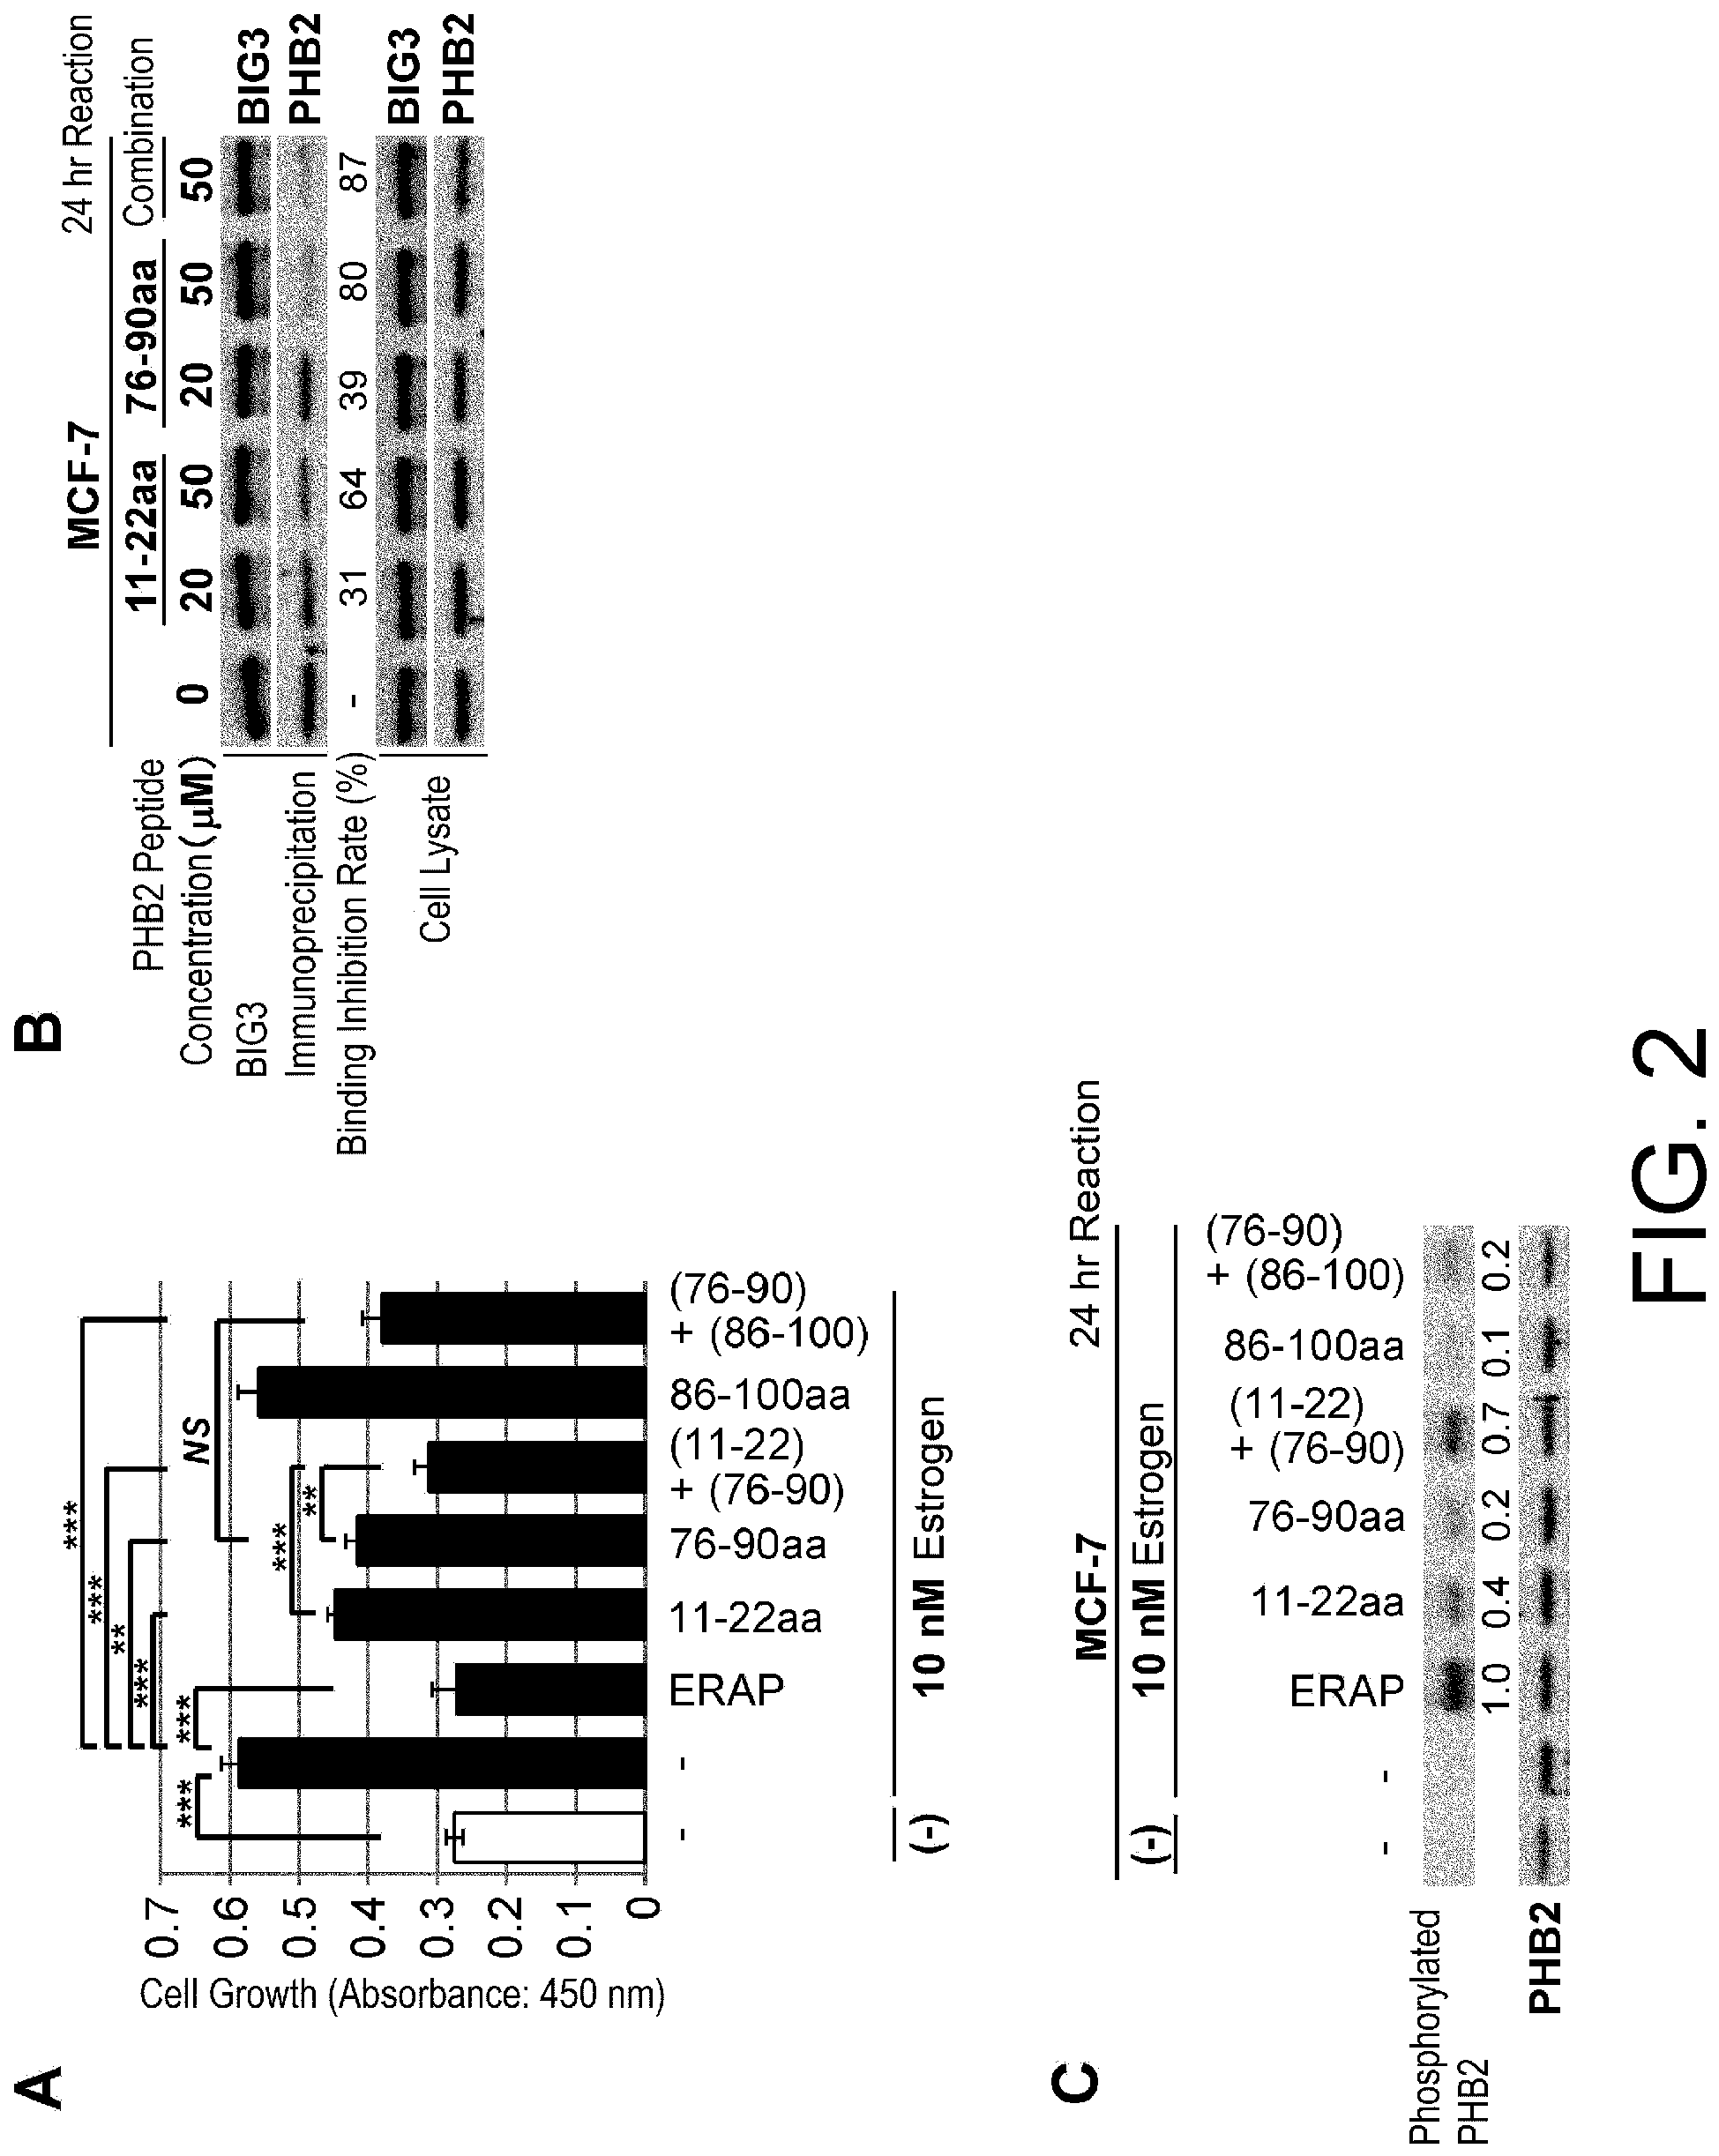 A
Cell Growth (Absorbance: 450 nm)
0.7
0.6
0.5
0.4
0.3
0.2
0.1
0
***
***
**
***
***
***
NS
***
**
- - ERAP 11-22aa 76-90aa (11-22) + (76-90) 86-100aa (76-90) + (86-100)
(-) 10 nM Estrogen
B
MCF-7 24 hr Reaction
PHB2 Peptide 11-22aa 76-90aa Combination
Concentration(μM) 0 20 50 20 50 50
BIG3 BIG3
Immunoprecipitation PHB2
Binding Inhibition Rate (%) - 31 64 39 80 87
BIG3
Cell Lysate PHB2
C
MCF-7 24 hr Reaction
(-) 10 nM Estrogen
- - ERAP 11-22aa 76-90aa (11-22) + (76-90) 86-100aa (76-90) + (86-100)
Phosphorylated
PHB2 1.0 0.4 0.2 0.7 0.1 0.2
PHB2
FIG. 2